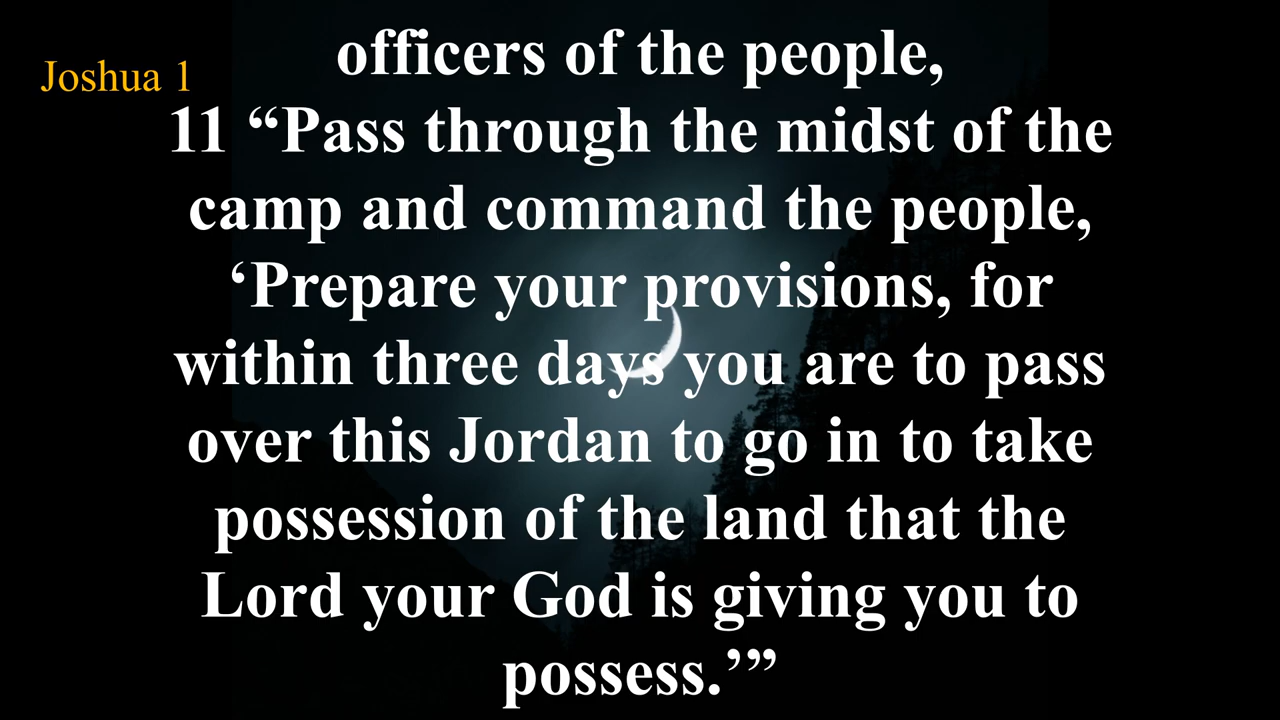 Joshua 1
officers of the people,
11 “Pass through the midst of the
camp and command the people,
‘Prepare your provisions, for
within three days you are to pass
over this Jordan to go in to take
possession of the land that the
Lord your God is giving you to
possess.’”